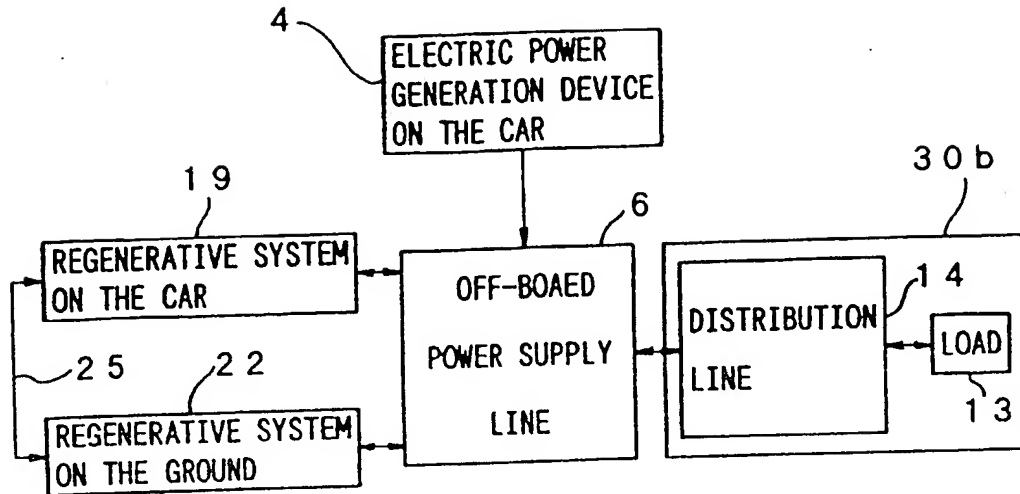 4
ELECTRIC POWER
GENERATION DEVICE
ON THE CAR
19
REGENERATIVE SYSTEM
ON THE CAR
6
OFF-BOAED
POWER SUPPLY
LINE
30b
DISTRIBUTION
LINE
14
LOAD
13
25
22
REGENERATIVE SYSTEM
ON THE GROUND